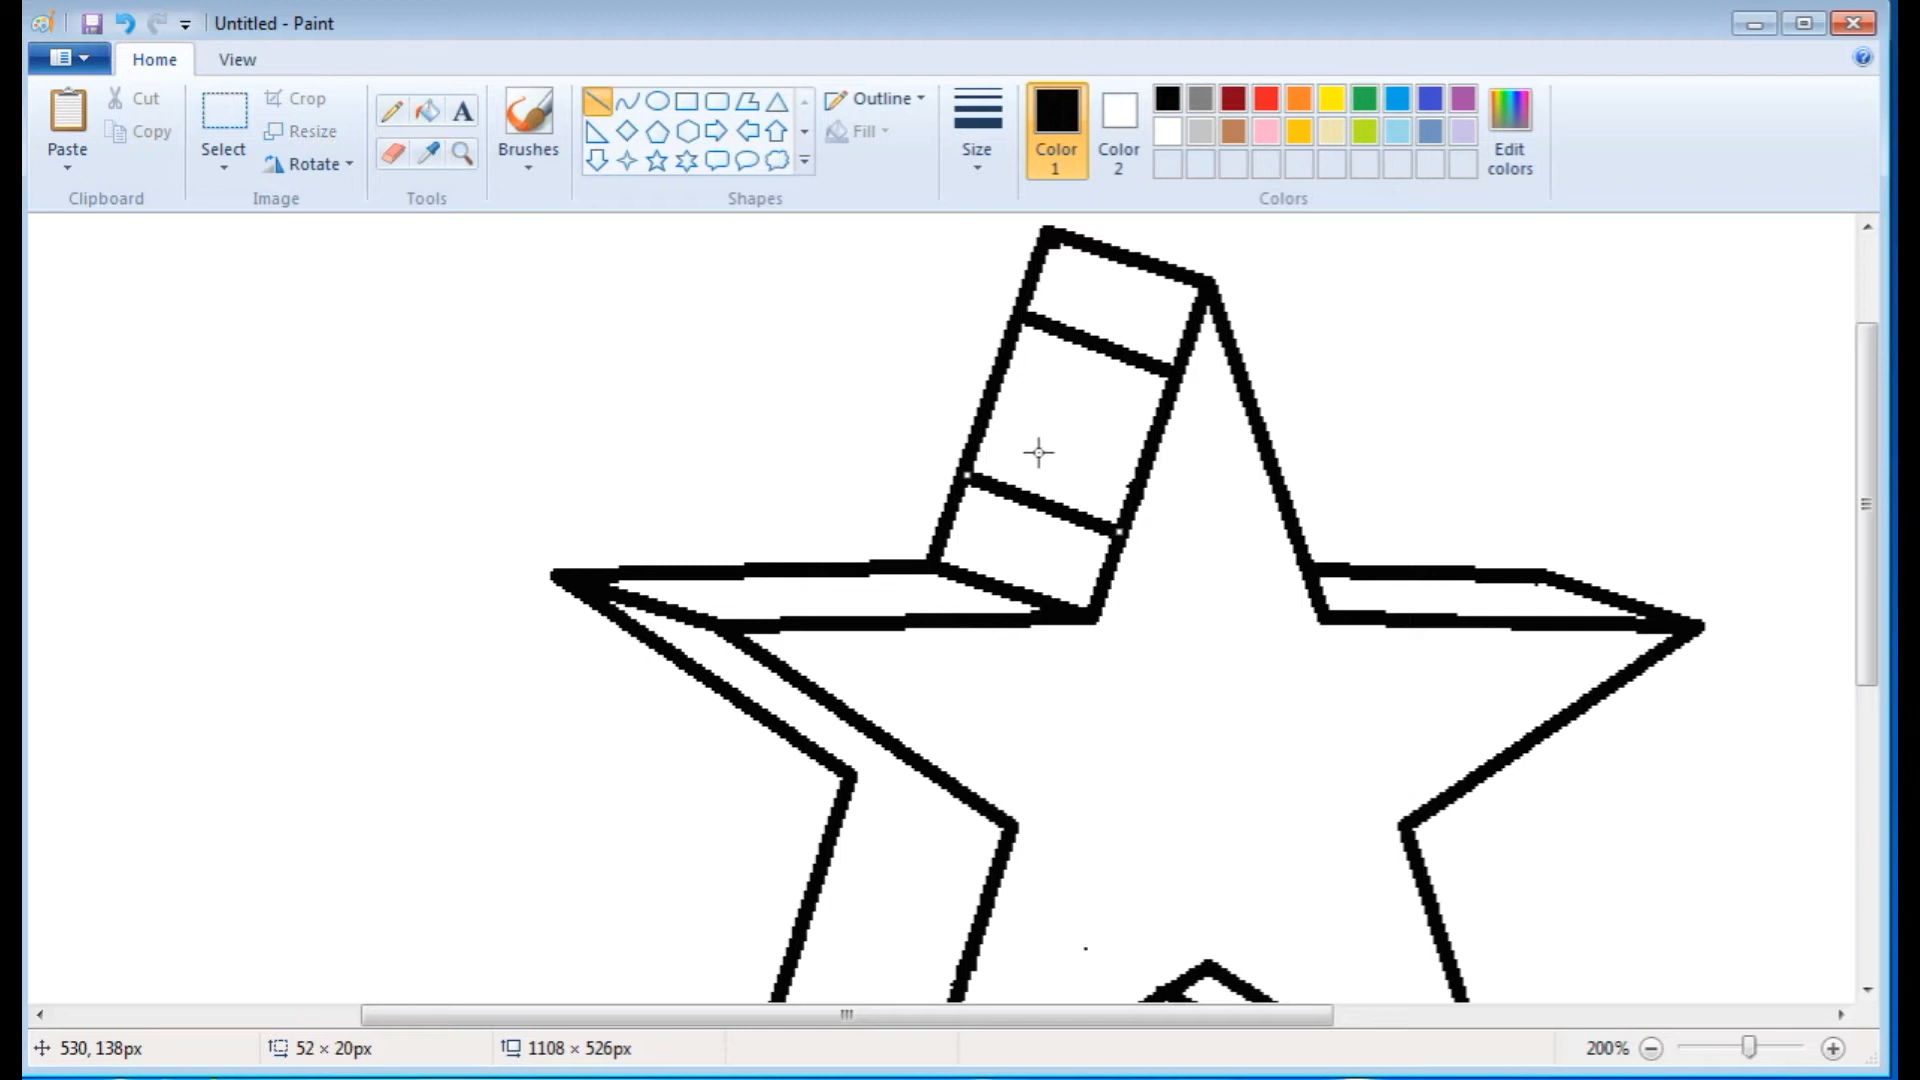 Untitled - Paint
Home View
Paste
Cut
Copy
Clipboard
Select
Crop
Resize
Rotate
Image
A
Tools
Brushes
Outline
Fill
Shapes
Size
Color 1
Color 2
Edit colors
Colors
530, 138px
52 × 20px
1108 × 526px
200%